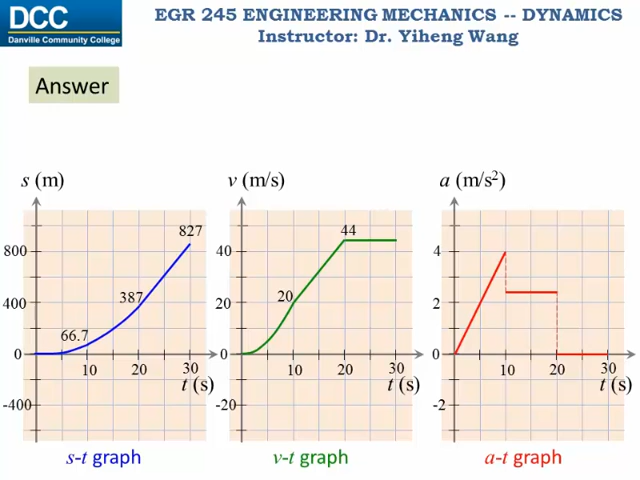 DCC
Danville Community College
EGR 245 ENGINEERING MECHANICS -- DYNAMICS
Instructor: Dr. Yiheng Wang
Answer
s (m)
827
800
400
387
66.7
0
10
20
30
t (s)
-400
s-t graph
v (m/s)
44
40
20
20
0
10
20
30
t (s)
-20
v-t graph
a (m/s²)
4
2
0
10
20
30
t (s)
-2
a-t graph